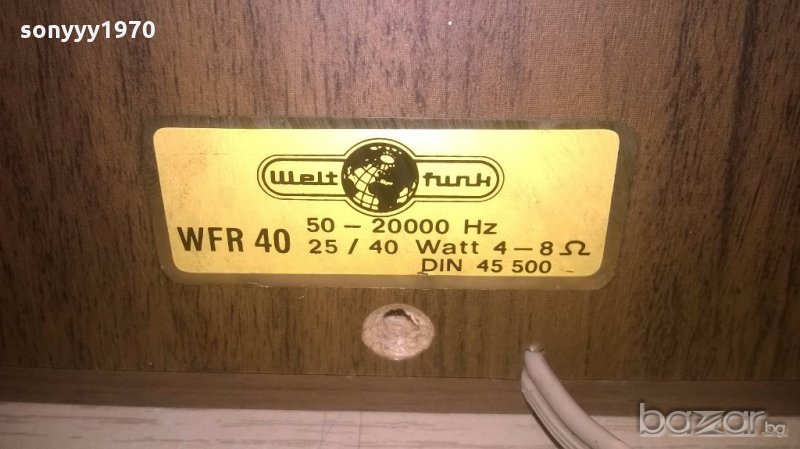 sonyyy1970
Welt funk
WFR 40
50 – 20000 Hz
25 / 40 Watt 4 – 8 Ω
DIN 45 500
bazar.bg